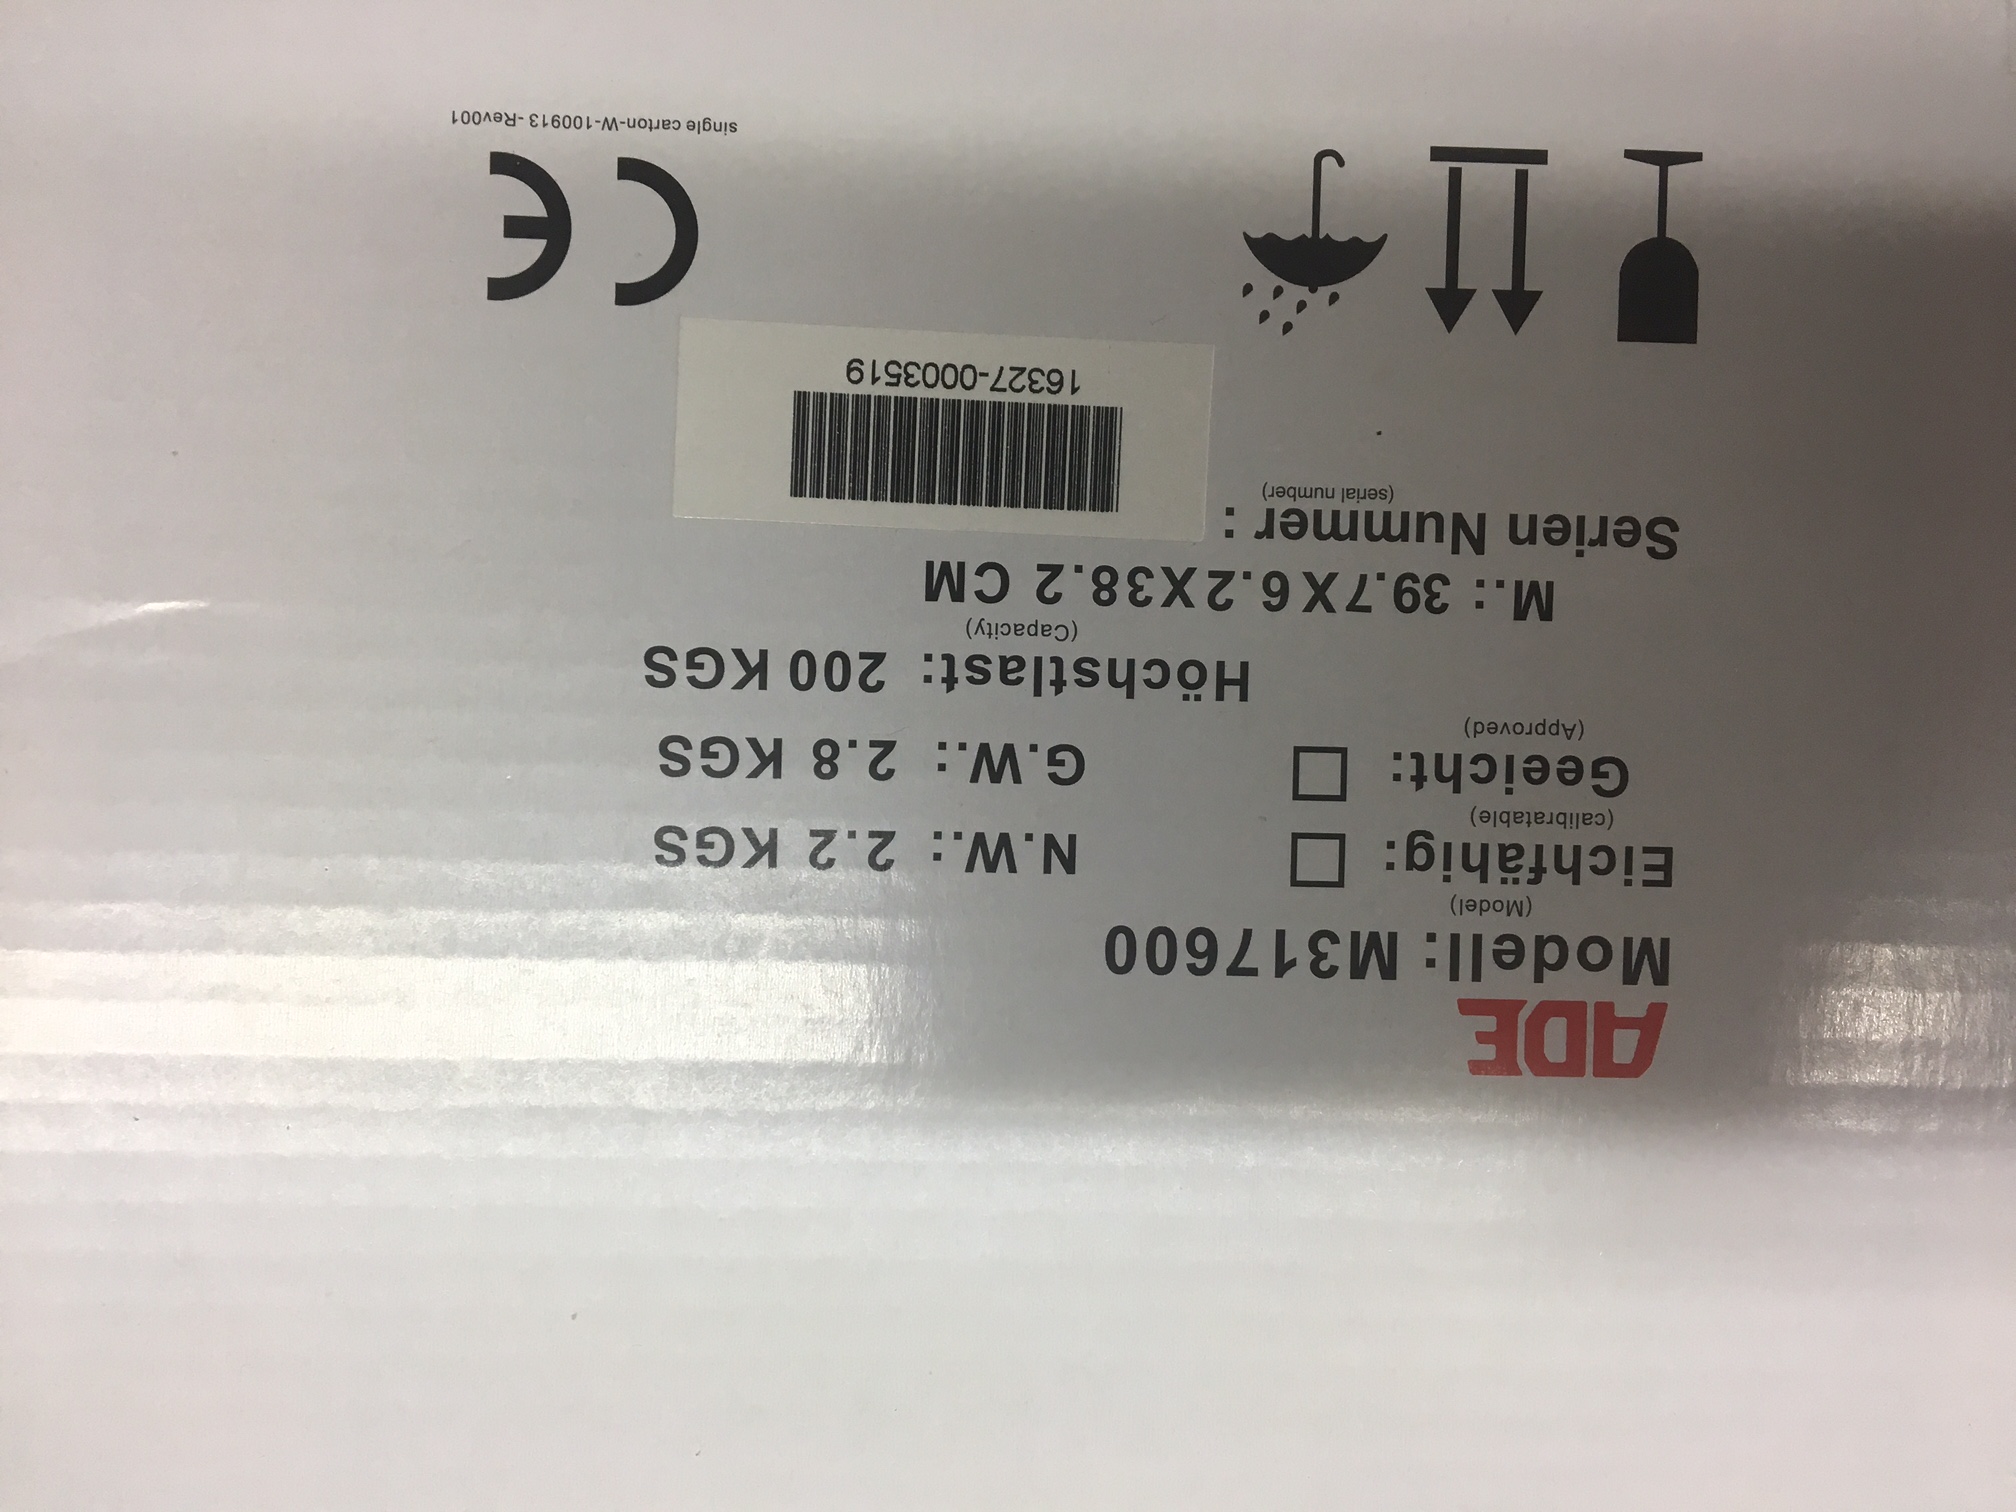 ADE
Modell: M317600
(Model)
Eichfähig: N.W.: 2.2 KGS
(calibratable)
Geeicht: G.W.: 2.8 KGS
(Approved)
Höchstlast: 200 KGS
(Capacity)
M.: 39.7X6.2X38.2 CM
Serien Nummer :
(serial number)
16327-0003519
CE
single carton-W-100913-Rev001